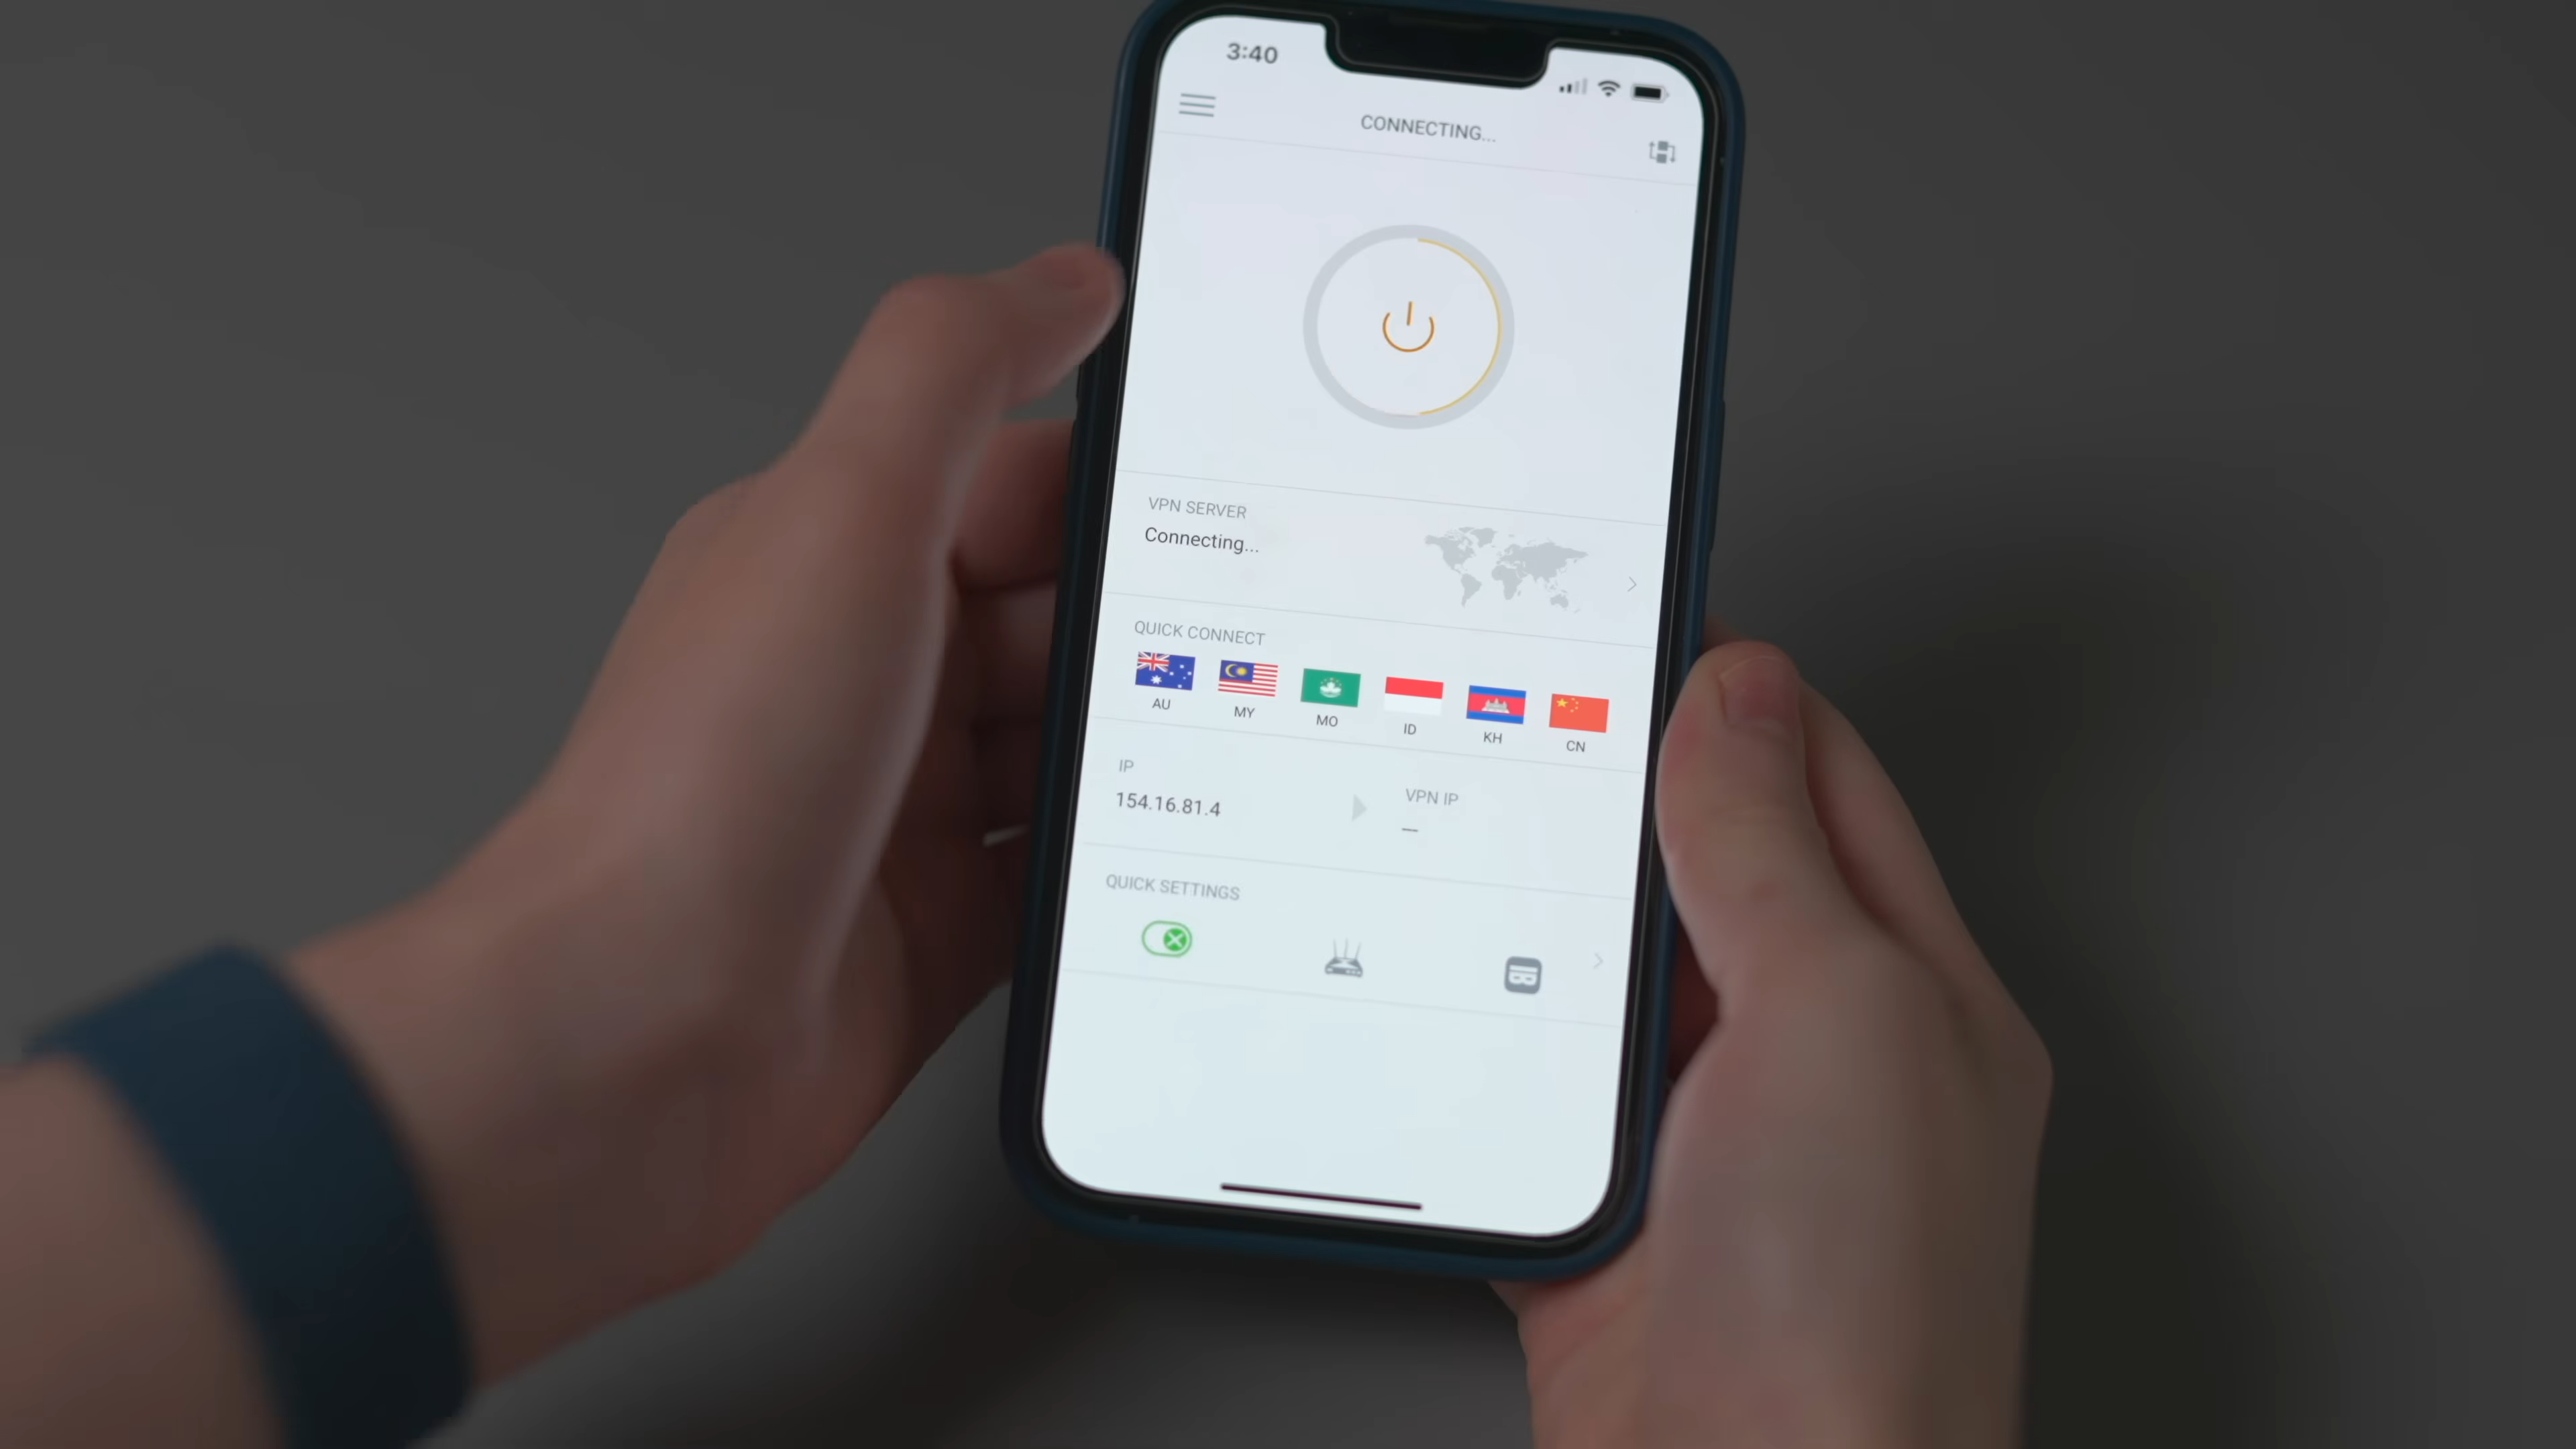 3:40
CONNECTING...
VPN SERVER
Connecting...
QUICK CONNECT
AU MY MO ID KH CN
IP
154.16.81.4
VPN IP
—
QUICK SETTINGS